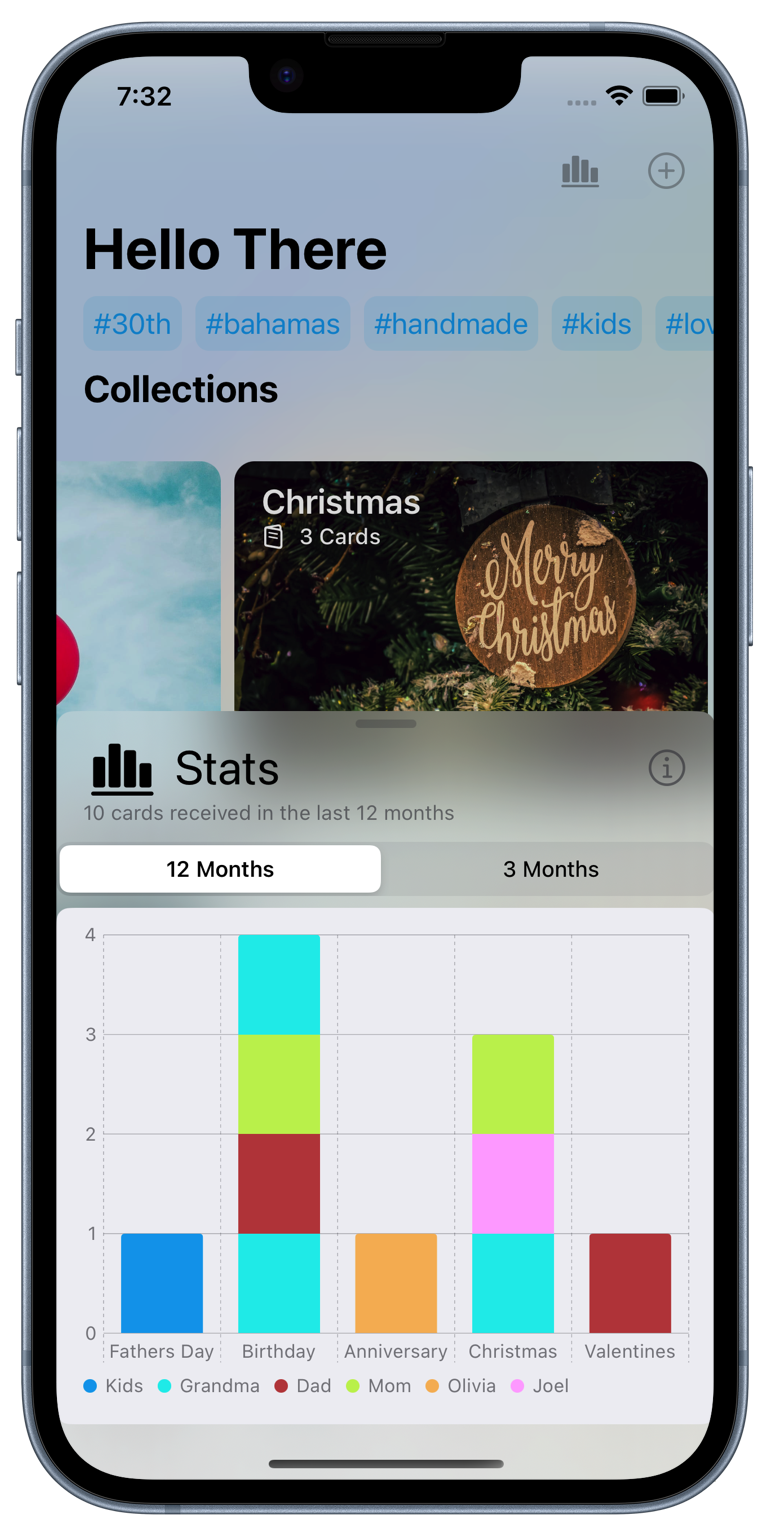 7:32
Hello There
#30th #bahamas #handmade #kids #lov
Collections
Christmas
3 Cards
Merry
Christmas
Stats
10 cards received in the last 12 months
12 Months 3 Months
4
3
2
1
0
Fathers Day Birthday Anniversary Christmas Valentines
Kids Grandma Dad Mom Olivia Joel